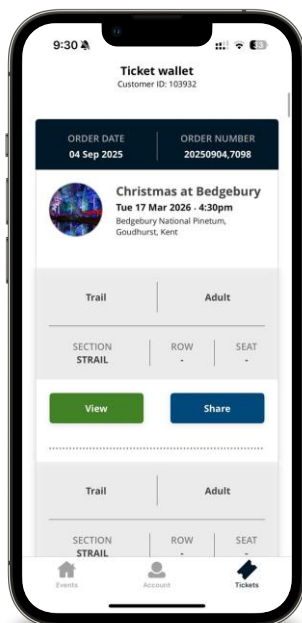 9:30
Ticket wallet
Customer ID: 103932
ORDER DATE ORDER NUMBER
04 Sep 2025 20250904,7098
Christmas at Bedgebury
Tue 17 Mar 2026 - 4:30pm
Bedgebury National Pinetum,
Goudhurst, Kent
Trail Adult
SECTION ROW SEAT
STRAIL - -
View Share
Trail Adult
SECTION ROW SEAT
STRAIL - -
Events Account Tickets